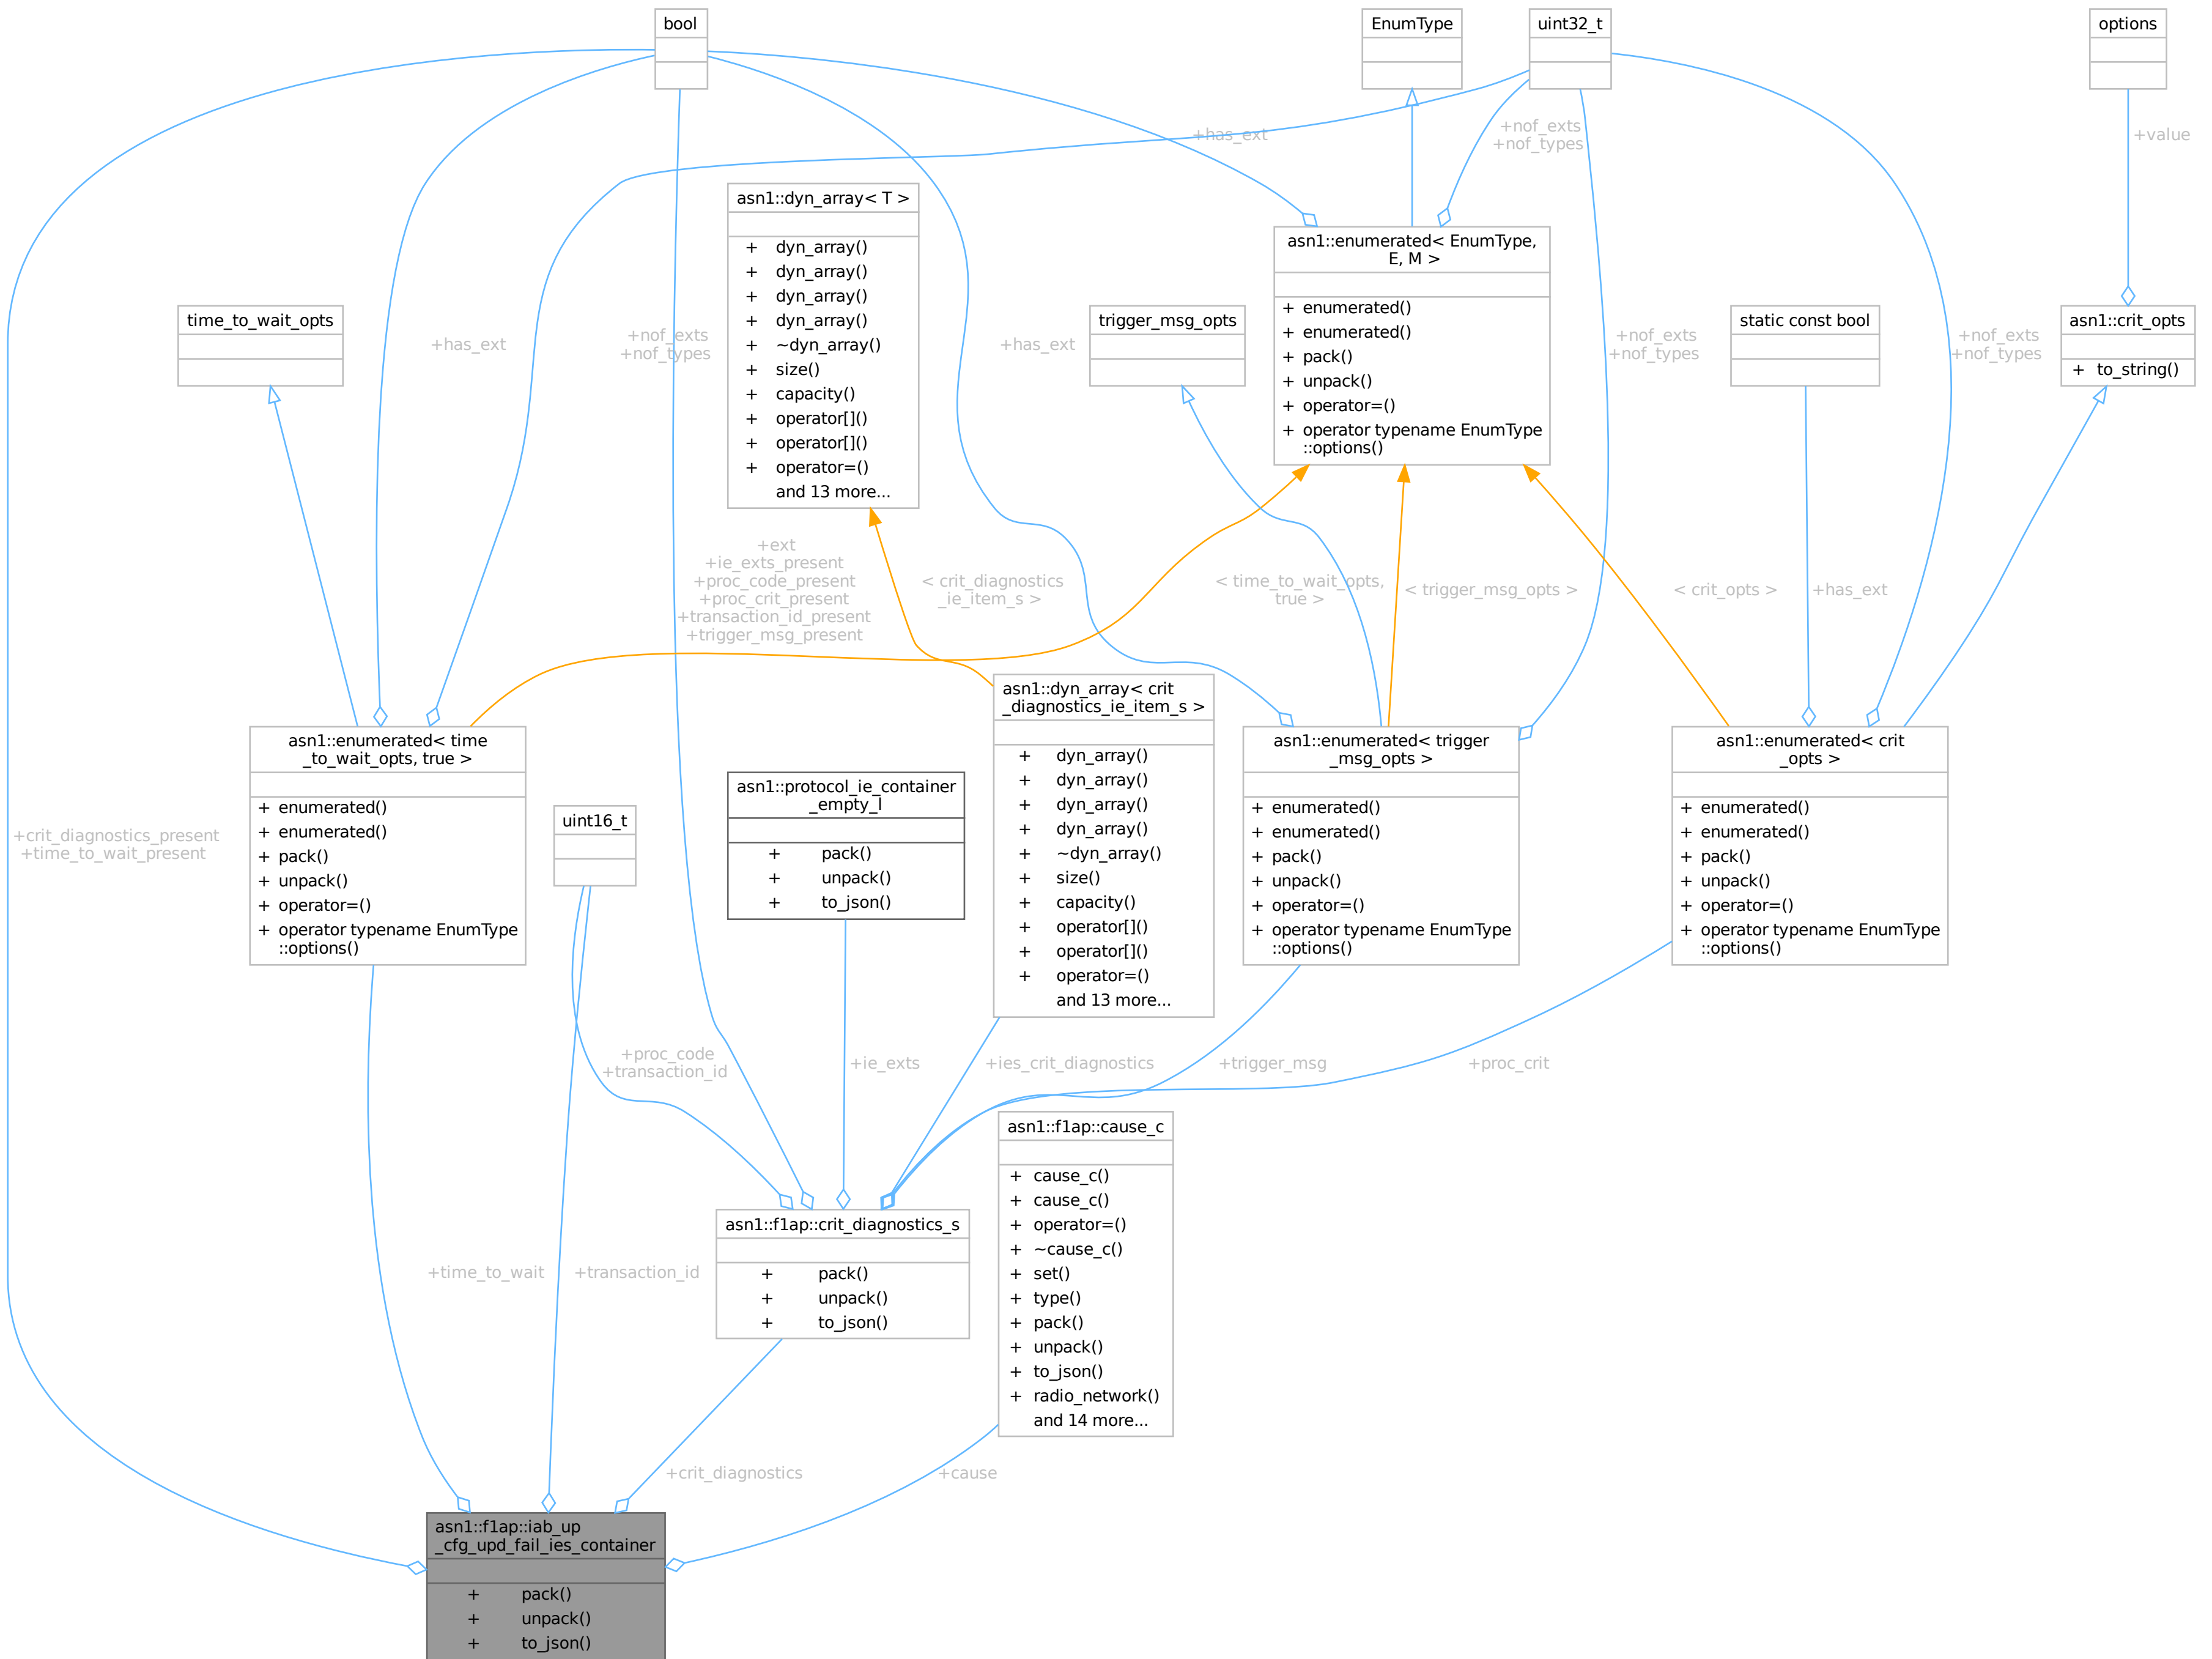 bool
EnumType
uint32_t
options
+has_ext
+nof_exts
+nof_types
+value
asn1::dyn_array< T >
+ dyn_array()
+ dyn_array()
+ dyn_array()
+ dyn_array()
+ ~dyn_array()
+ size()
+ capacity()
+ operator[]()
+ operator[]()
+ operator=()
and 13 more...
asn1::enumerated< EnumType,
E, M >
+ enumerated()
+ enumerated()
+ pack()
+ unpack()
+ operator=()
+ operator typename EnumType
::options()
time_to_wait_opts
+has_ext
+nof_exts
+nof_types
+has_ext
trigger_msg_opts
+nof_exts
+nof_types
static const bool
+nof_exts
+nof_types
asn1::crit_opts
+ to_string()
+ext
+ie_exts_present
+proc_code_present
+proc_crit_present
+transaction_id_present
+trigger_msg_present
< crit_diagnostics
_ie_item_s >
< time_to_wait_opts,
true >
< trigger_msg_opts >
< crit_opts >
+has_ext
+crit_diagnostics_present
+time_to_wait_present
asn1::enumerated< time
_to_wait_opts, true >
+ enumerated()
+ enumerated()
+ pack()
+ unpack()
+ operator=()
+ operator typename EnumType
::options()
uint16_t
asn1::protocol_ie_container
_empty_l
+ pack()
+ unpack()
+ to_json()
asn1::dyn_array< crit
_diagnostics_ie_item_s >
+ dyn_array()
+ dyn_array()
+ dyn_array()
+ dyn_array()
+ ~dyn_array()
+ size()
+ capacity()
+ operator[]()
+ operator[]()
+ operator=()
and 13 more...
asn1::enumerated< trigger
_msg_opts >
+ enumerated()
+ enumerated()
+ pack()
+ unpack()
+ operator=()
+ operator typename EnumType
::options()
asn1::enumerated< crit
_opts >
+ enumerated()
+ enumerated()
+ pack()
+ unpack()
+ operator=()
+ operator typename EnumType
::options()
+proc_code
+transaction_id
+ie_exts
+ies_crit_diagnostics
+trigger_msg
+proc_crit
+time_to_wait
+transaction_id
asn1::f1ap::crit_diagnostics_s
+ pack()
+ unpack()
+ to_json()
asn1::f1ap::cause_c
+ cause_c()
+ cause_c()
+ operator=()
+ ~cause_c()
+ set()
+ type()
+ pack()
+ unpack()
+ to_json()
+ radio_network()
and 14 more...
+crit_diagnostics
+cause
asn1::f1ap::iab_up
_cfg_upd_fail_ies_container
+ pack()
+ unpack()
+ to_json()